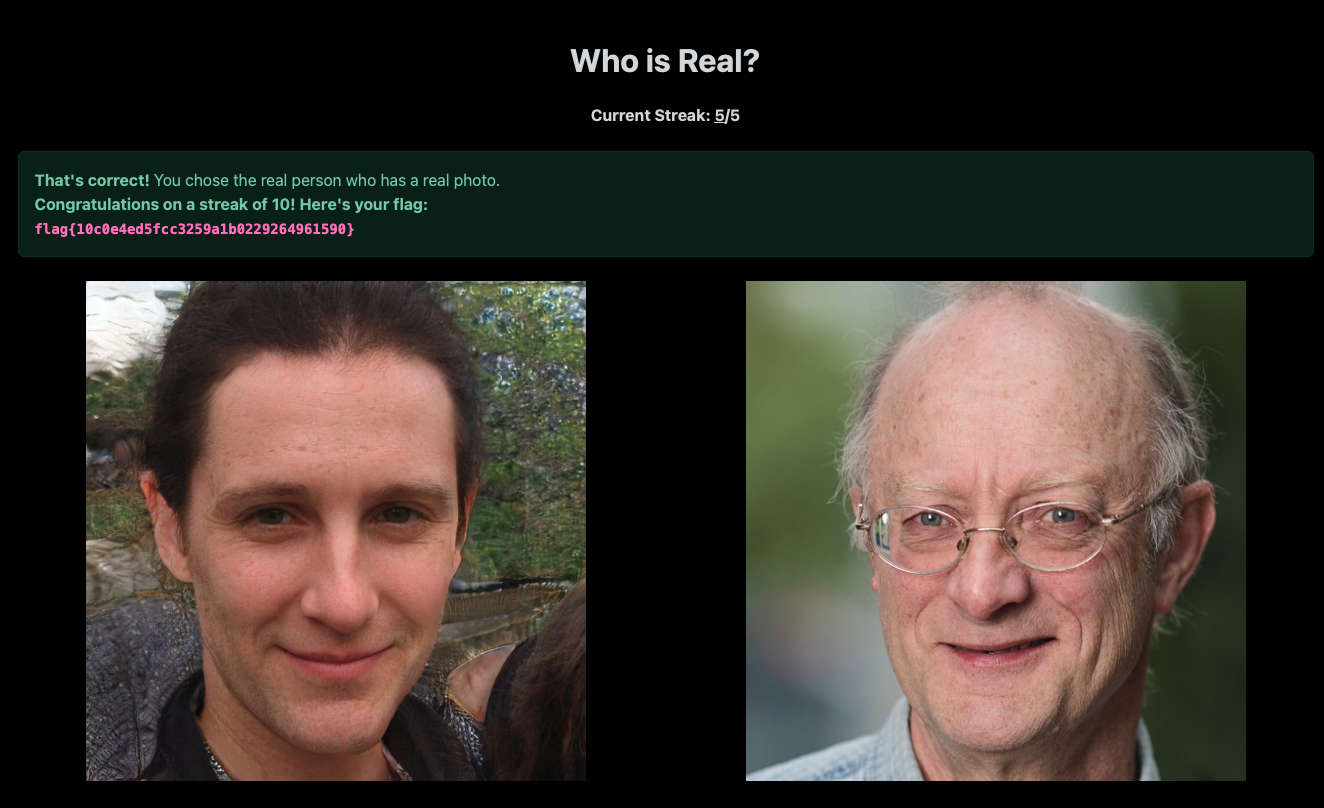 Who is Real?
Current Streak: 5/5
That's correct! You chose the real person who has a real photo.
Congratulations on a streak of 10! Here's your flag:
flag{10c0e4ed5fcc3259a1b0229264961590}